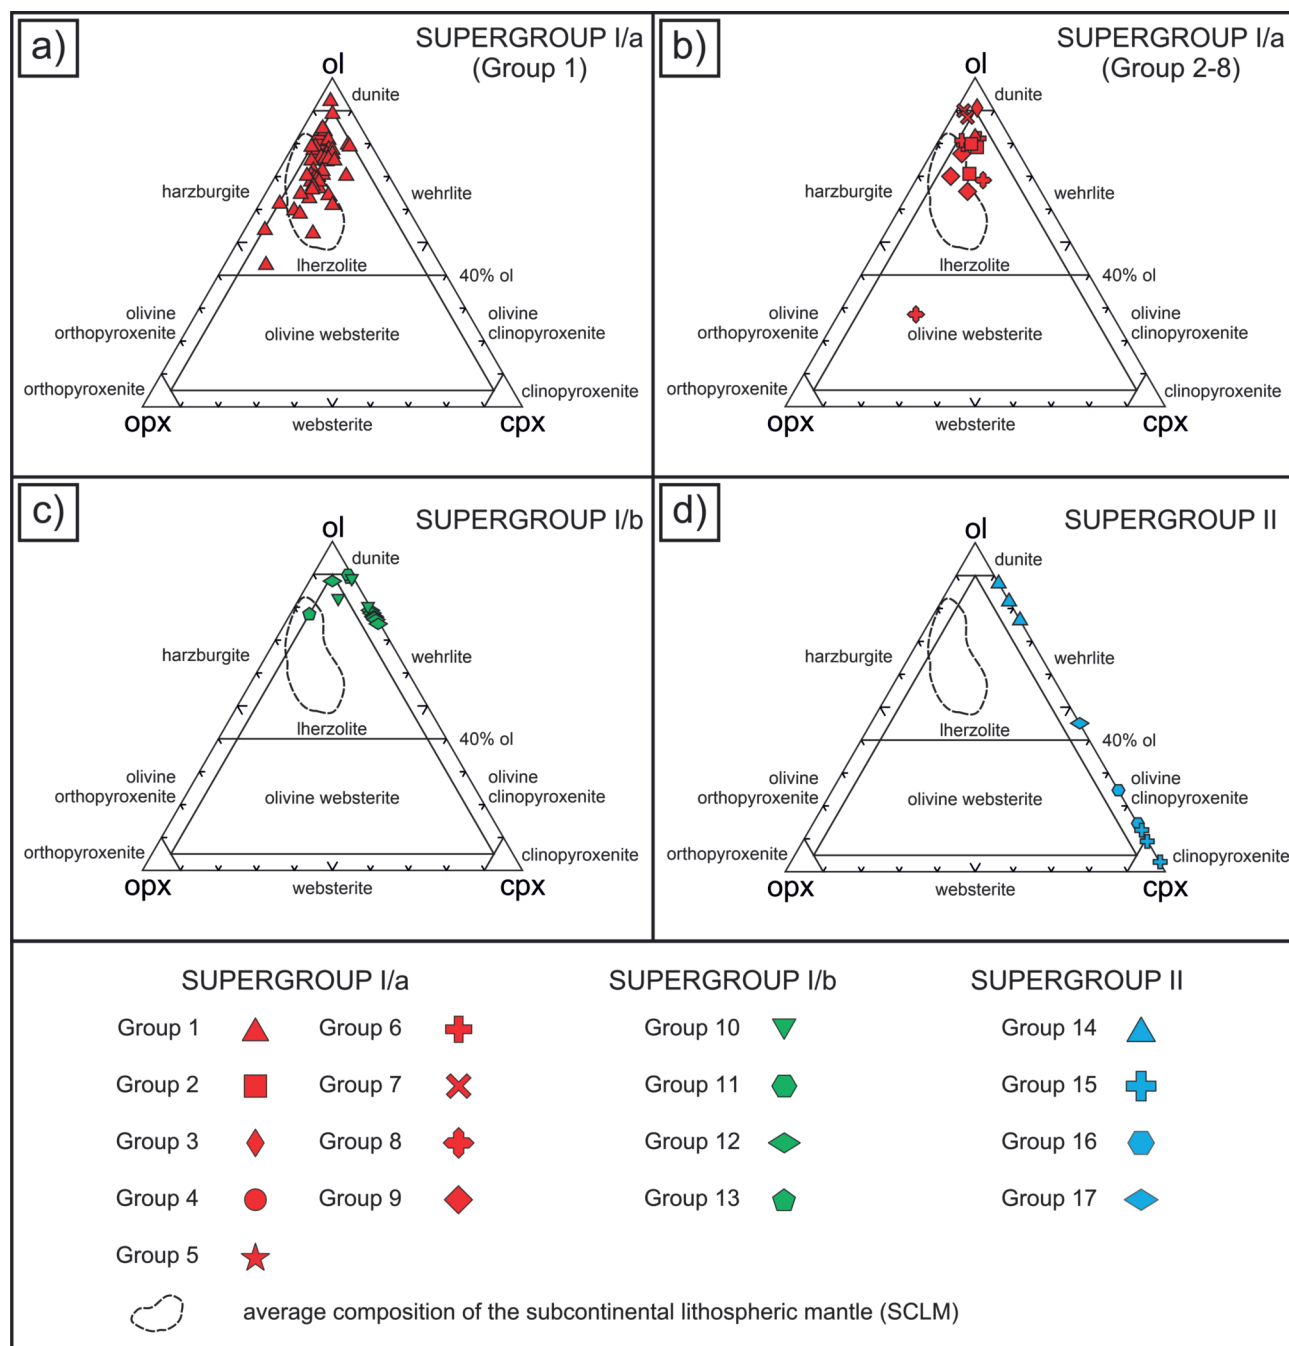 a)
SUPERGROUP I/a
(Group 1)
ol
dunite
harzburgite
wehrlite
lherzolite
40% ol
olivine
orthopyroxenite
olivine websterite
olivine
clinopyroxenite
orthopyroxenite
clinopyroxenite
opx
websterite
cpx
b)
SUPERGROUP I/a
(Group 2-8)
ol
dunite
harzburgite
wehrlite
lherzolite
40% ol
olivine
orthopyroxenite
olivine websterite
olivine
clinopyroxenite
orthopyroxenite
clinopyroxenite
opx
websterite
cpx
c)
SUPERGROUP I/b
ol
dunite
harzburgite
wehrlite
lherzolite
40% ol
olivine
orthopyroxenite
olivine websterite
olivine
clinopyroxenite
orthopyroxenite
clinopyroxenite
opx
websterite
cpx
d)
SUPERGROUP II
ol
dunite
harzburgite
wehrlite
lherzolite
40% ol
olivine
orthopyroxenite
olivine websterite
olivine
clinopyroxenite
orthopyroxenite
clinopyroxenite
opx
websterite
cpx
SUPERGROUP I/a
Group 1
Group 2
Group 3
Group 4
Group 5
Group 6
Group 7
Group 8
Group 9
SUPERGROUP I/b
Group 10
Group 11
Group 12
Group 13
SUPERGROUP II
Group 14
Group 15
Group 16
Group 17
average composition of the subcontinental lithospheric mantle (SCLM)